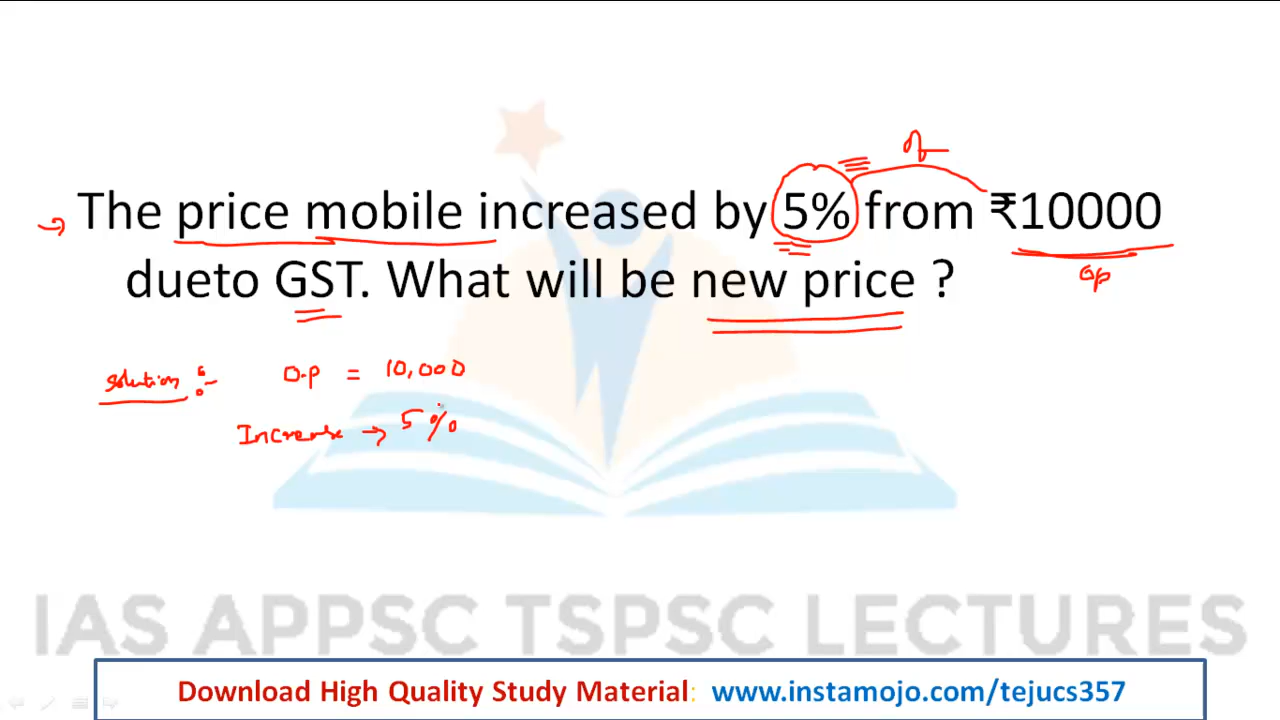 of
The price mobile increased by 5% from ₹10000
op
dueto GST. What will be new price ?
Solution :- O.P = 10,000
Increase → 5%
IAS APPSC TSPSC LECTURES
Download High Quality Study Material: www.instamojo.com/tejucs357